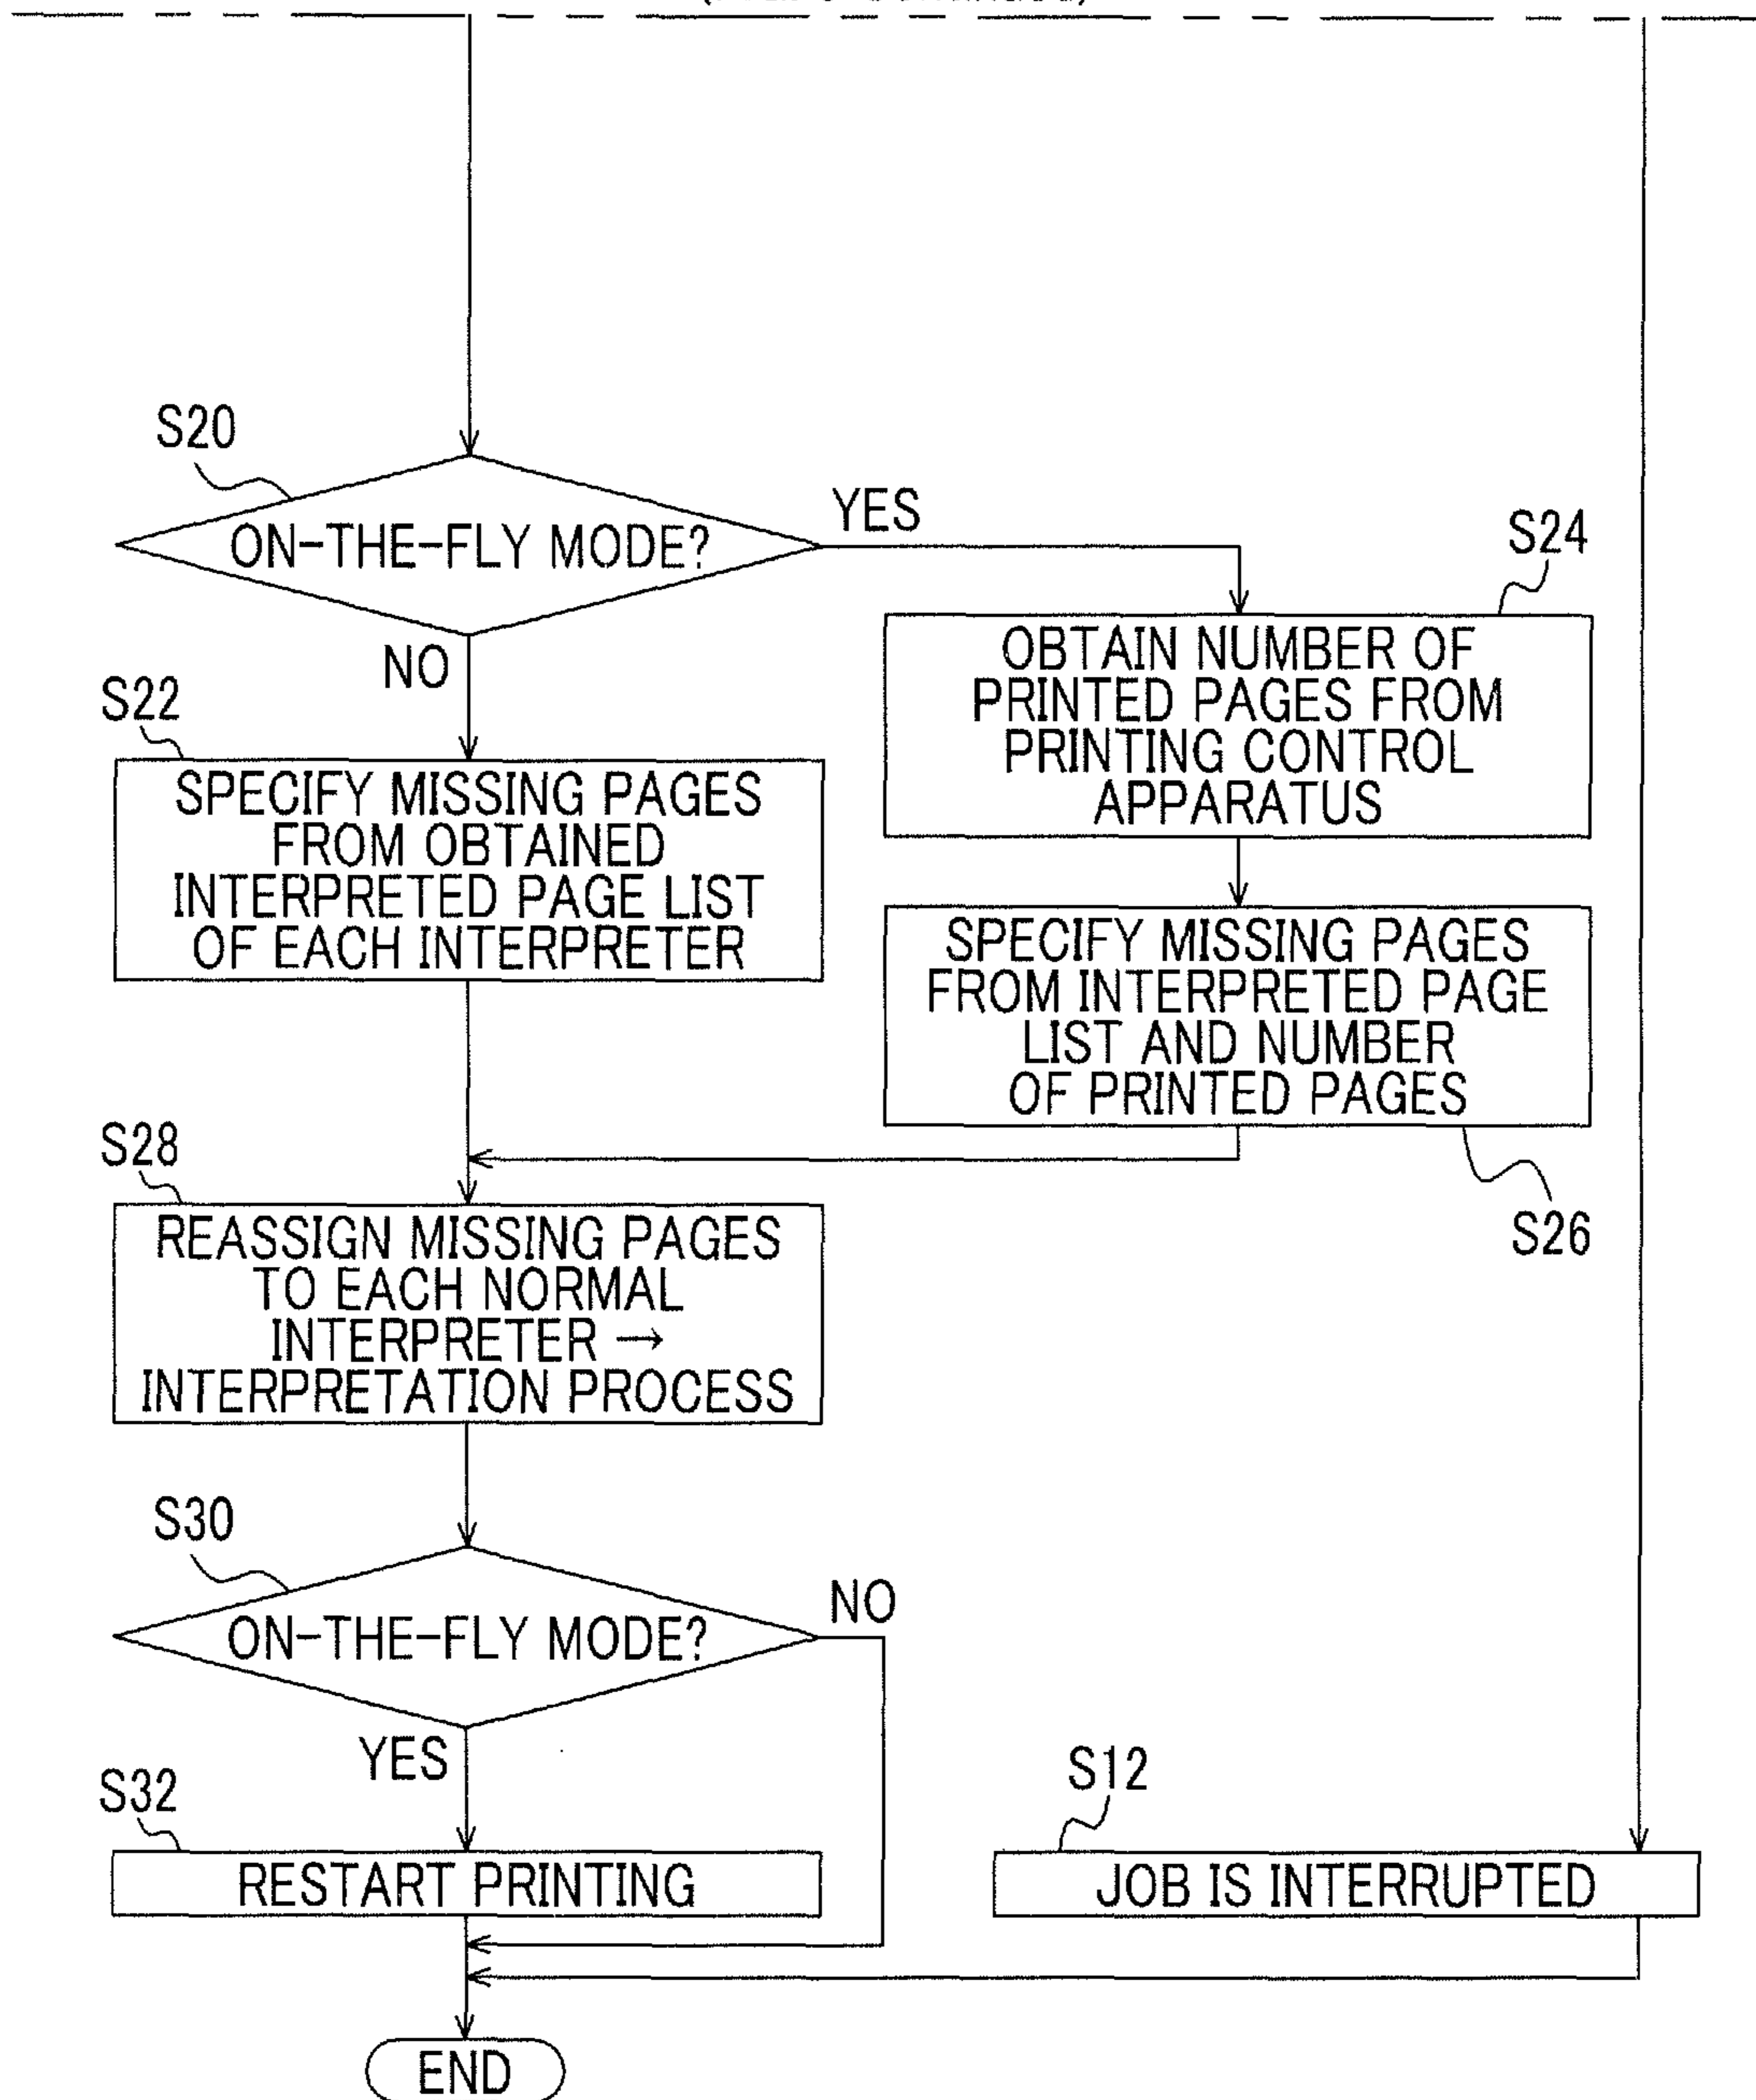 S20
ON-THE-FLY MODE?
YES
NO
S24
OBTAIN NUMBER OF
PRINTED PAGES FROM
PRINTING CONTROL
APPARATUS
S22
SPECIFY MISSING PAGES
FROM OBTAINED
INTERPRETED PAGE LIST
OF EACH INTERPRETER
SPECIFY MISSING PAGES
FROM INTERPRETED PAGE
LIST AND NUMBER
OF PRINTED PAGES
S26
S28
REASSIGN MISSING PAGES
TO EACH NORMAL
INTERPRETER →
INTERPRETATION PROCESS
S30
ON-THE-FLY MODE?
NO
YES
S32
RESTART PRINTING
S12
JOB IS INTERRUPTED
END